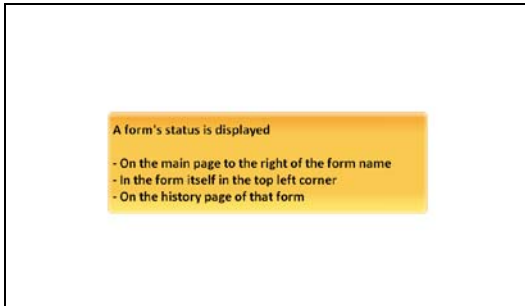 A form's status is displayed
- On the main page to the right of the form name
- In the form itself in the top left corner
- On the history page of that form